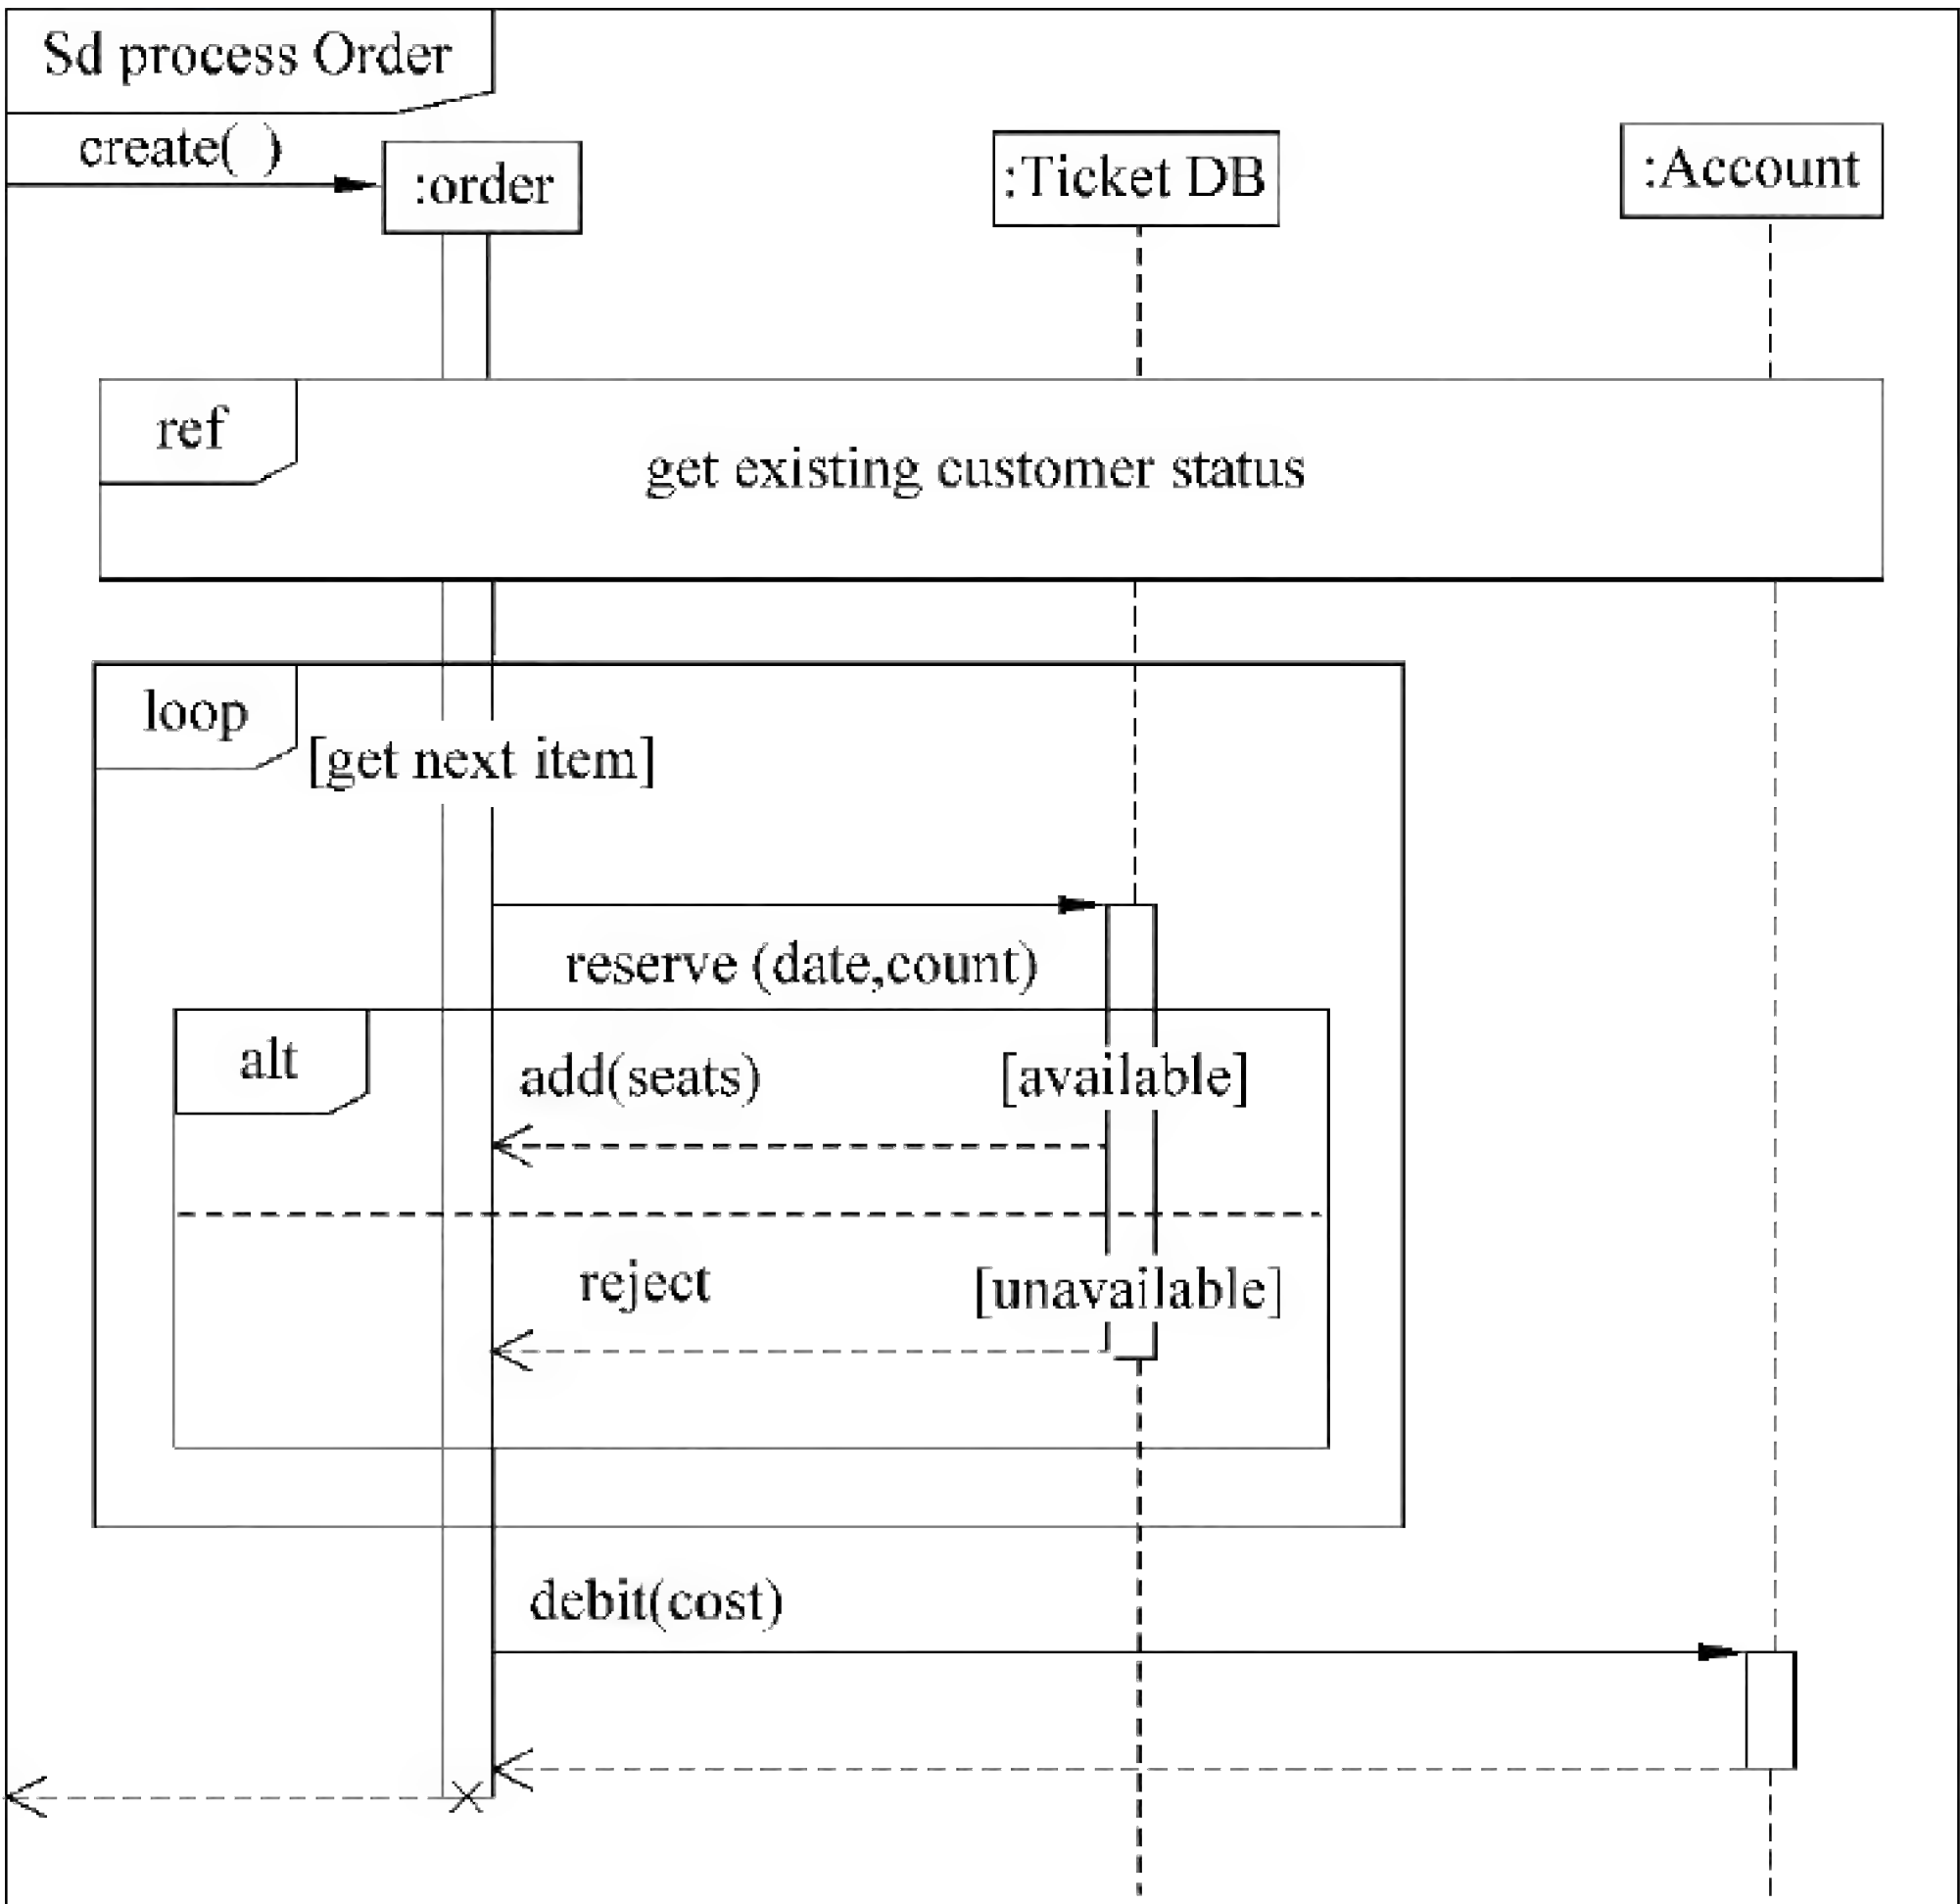 Sd process Order
create( )
:order
:Ticket DB
:Account
ref
get existing customer status
loop
[get next item]
reserve (date,count)
alt
add(seats)
[available]
reject
[unavailable]
debit(cost)